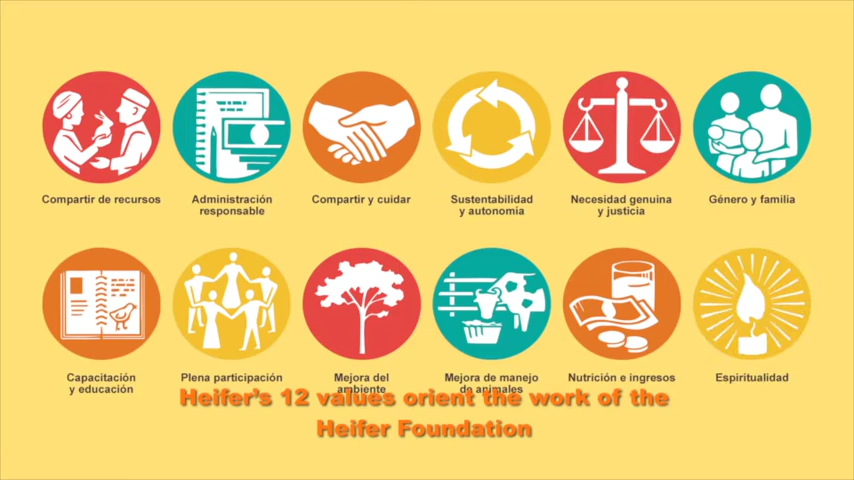 Compartir de recursos
Administración
responsable
Compartir y cuidar
Sustentabilidad
y autonomia
Necesidad genuina
y justicia
Género y familia
Capacitación
y educación
Plena participación
Mejora del
ambiente
Mejora de manejo
de animales
Nutrición e ingresos
Espiritualidad
Heifer's 12 values orient the work of the
Heifer Foundation